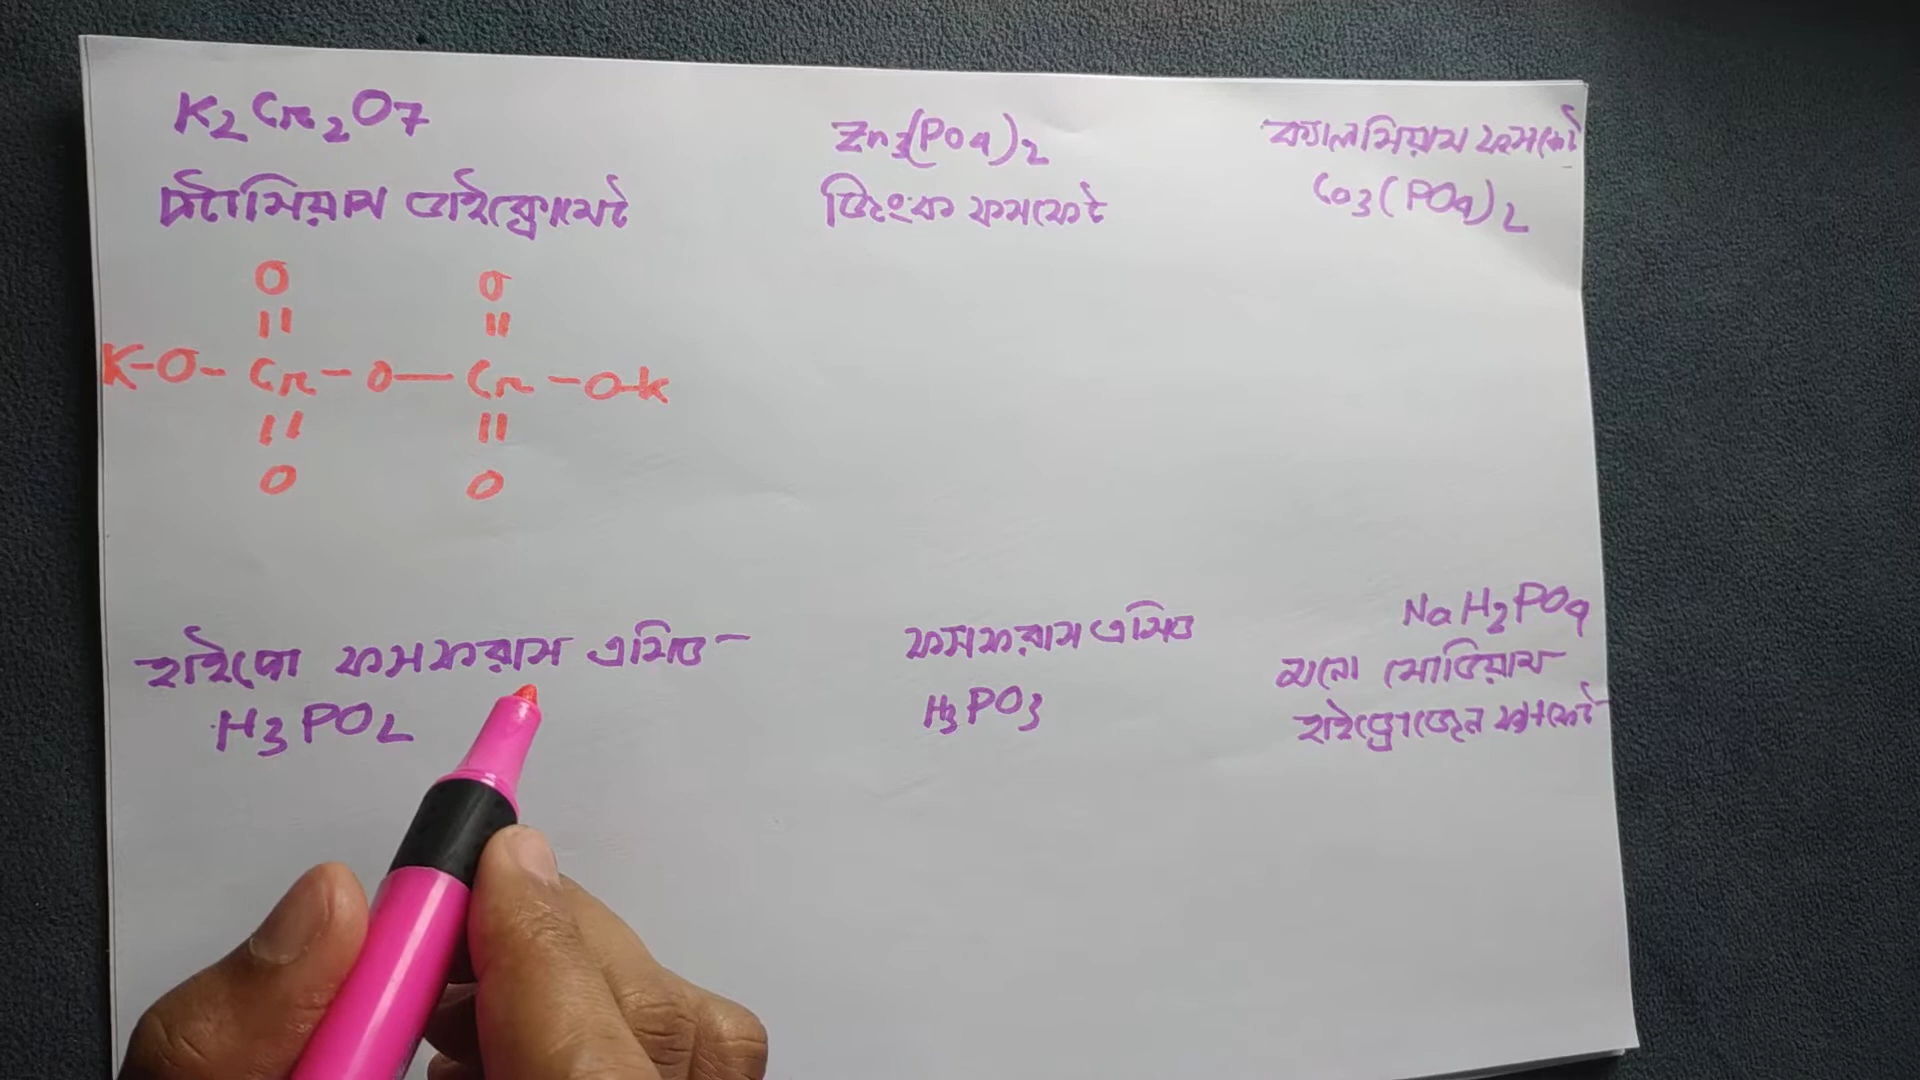 K2Cr2O7
পটাসিয়াম ডাইক্রোমেট
O O
|| ||
K-O-Cr-O-Cr-O-K
|| ||
O O
Zn3(PO4)2
জিংক ফসফেট
ক্যালসিয়াম ফসফেট
Ca3(PO4)2
হাইপো ফসফরাস এসিড-
H3PO2
ফসফরাস এসিড
H3PO3
NaH2PO4
মনো সোডিয়াম
হাইড্রোজেন ফসফেট